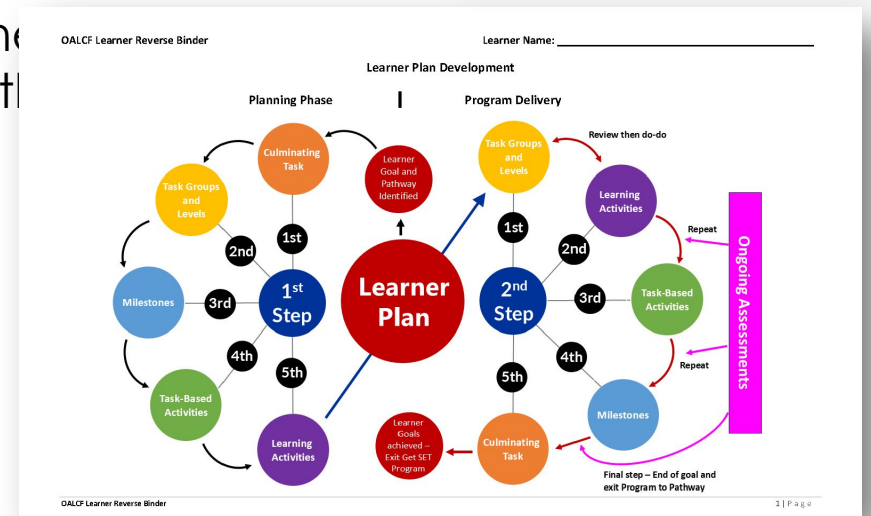 OALCF Learner Reverse Binder
Learner Name:
Learner Plan Development
Planning Phase
Program Delivery
Learner
Goal and
Pathway
Identified
Culminating
Task
1st
Task Groups
and
Levels
2nd
Milestones
3rd
Task-Based
Activities
4th
Learning
Activities
5th
1st
Step
Learner
Plan
2nd
Step
Task Groups
and
Levels
1st
Review then do-do
Learning
Activities
2nd
Repeat
Task-Based
Activities
3rd
Repeat
Milestones
4th
Culminating
Task
5th
Learner
Goals
achieved –
Exit Get SET
Program
Ongoing Assessments
Final step – End of goal and
exit Program to Pathway
OALCF Learner Reverse Binder
1 | Page